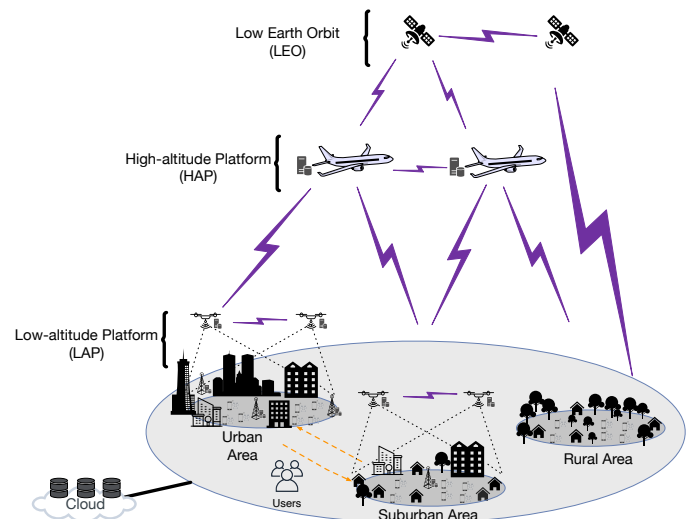 Low Earth Orbit
(LEO)
High-altitude Platform
(HAP)
Low-altitude Platform
(LAP)
Urban
Area
Rural Area
Users
Cloud
Suburban Area